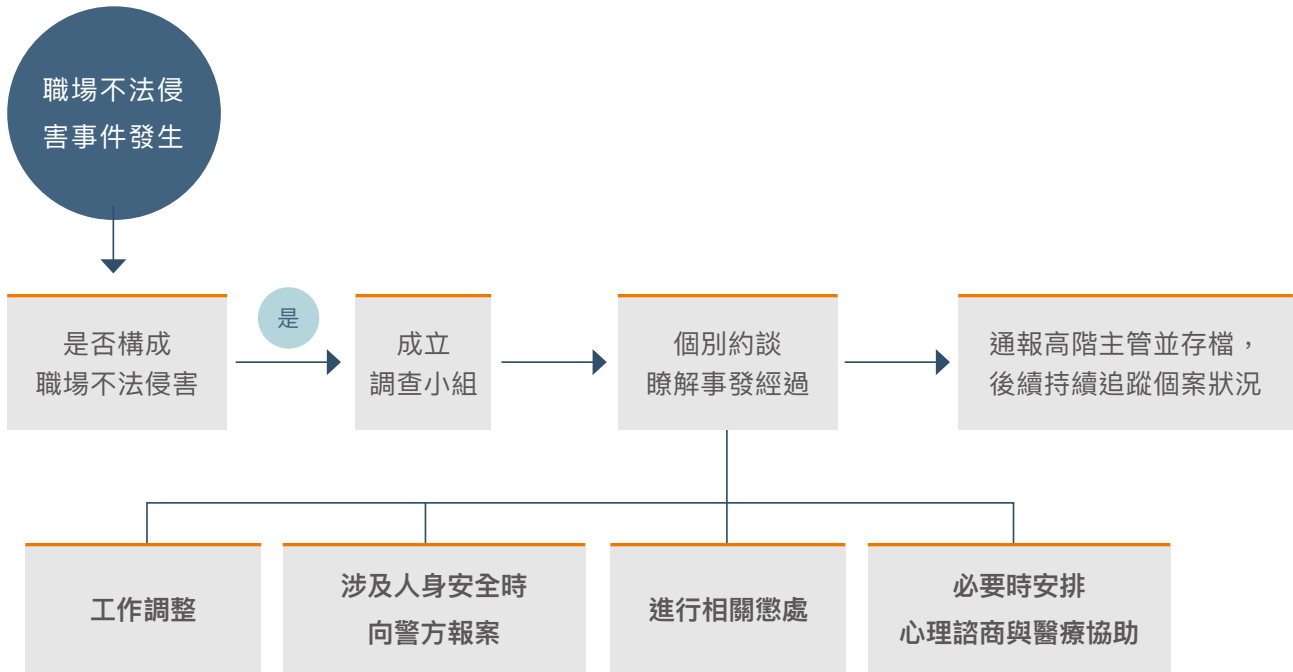 職場不法侵
害事件發生
是否構成
職場不法侵害
是
成立
調查小組
個別約談
瞭解事發經過
通報高階主管並存檔，
後續持續追蹤個案狀況
工作調整
涉及人身安全時
向警方報案
進行相關懲處
必要時安排
心理諮商與醫療協助